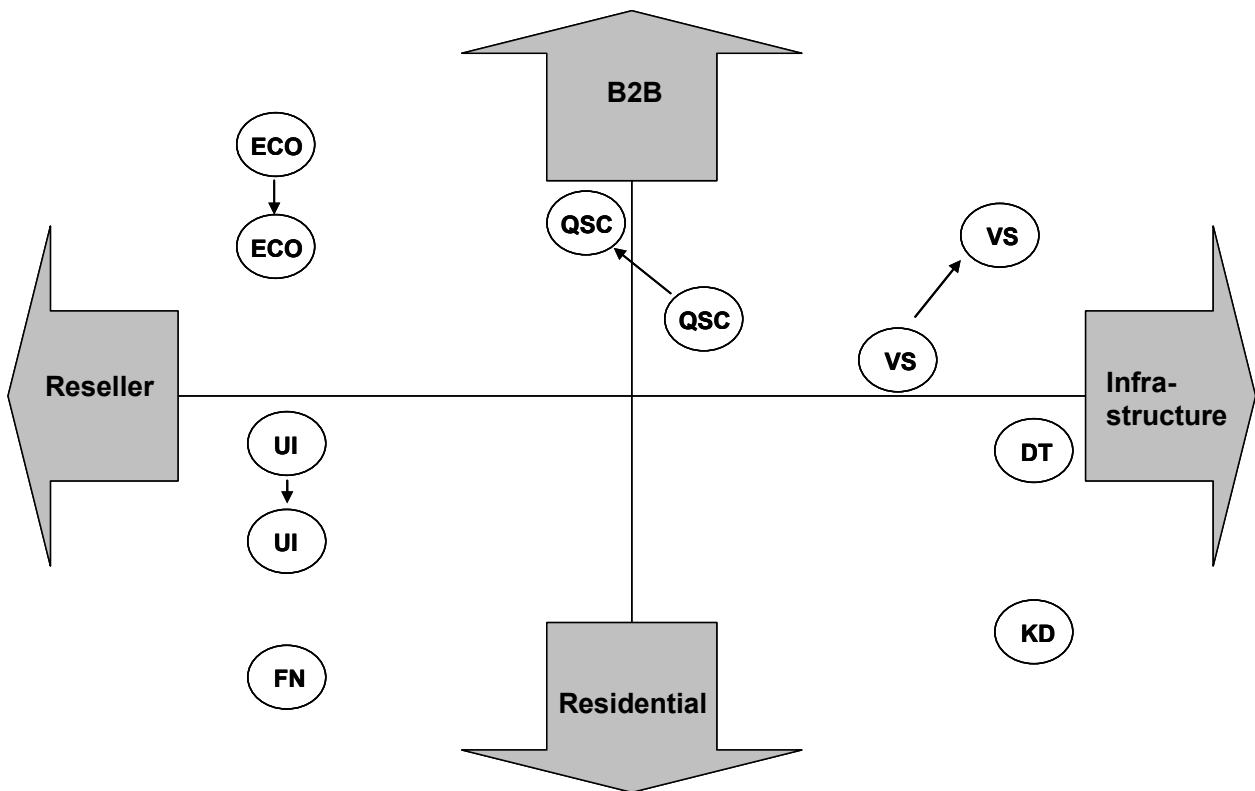 B2B
ECO
ECO
QSC
QSC
VS
VS
Reseller
Infra-
structure
UI
UI
DT
FN
KD
Residential